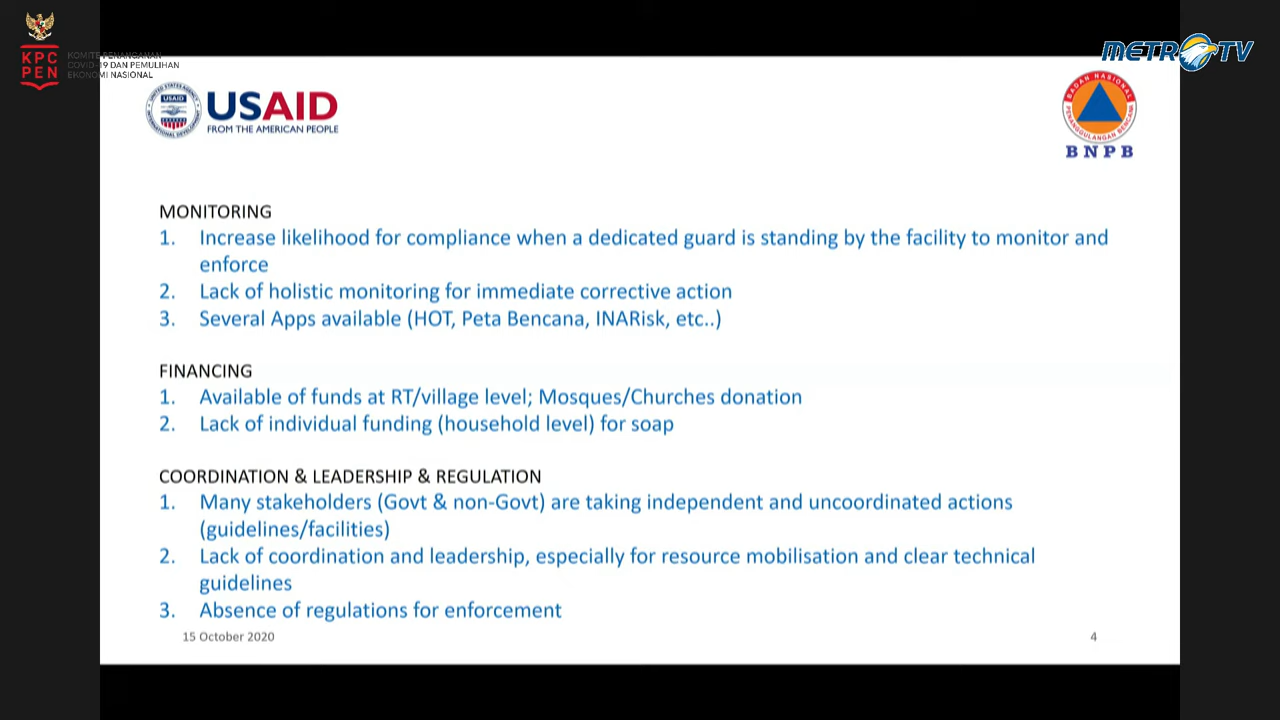 KPC
PEN
KOMITE PENANGANAN
COVID-19 DAN PEMULIHAN
EKONOMI NASIONAL
METRO TV
UNITED STATES AGENCY
USAID
INTERNATIONAL DEVELOPMENT
USAID
FROM THE AMERICAN PEOPLE
BADAN NASIONAL
PENANGGULANGAN BENCANA
BNPB
MONITORING
1. Increase likelihood for compliance when a dedicated guard is standing by the facility to monitor and
enforce
2. Lack of holistic monitoring for immediate corrective action
3. Several Apps available (HOT, Peta Bencana, INARisk, etc..)
FINANCING
1. Available of funds at RT/village level; Mosques/Churches donation
2. Lack of individual funding (household level) for soap
COORDINATION & LEADERSHIP & REGULATION
1. Many stakeholders (Govt & non-Govt) are taking independent and uncoordinated actions
(guidelines/facilities)
2. Lack of coordination and leadership, especially for resource mobilisation and clear technical
guidelines
3. Absence of regulations for enforcement
15 October 2020
4